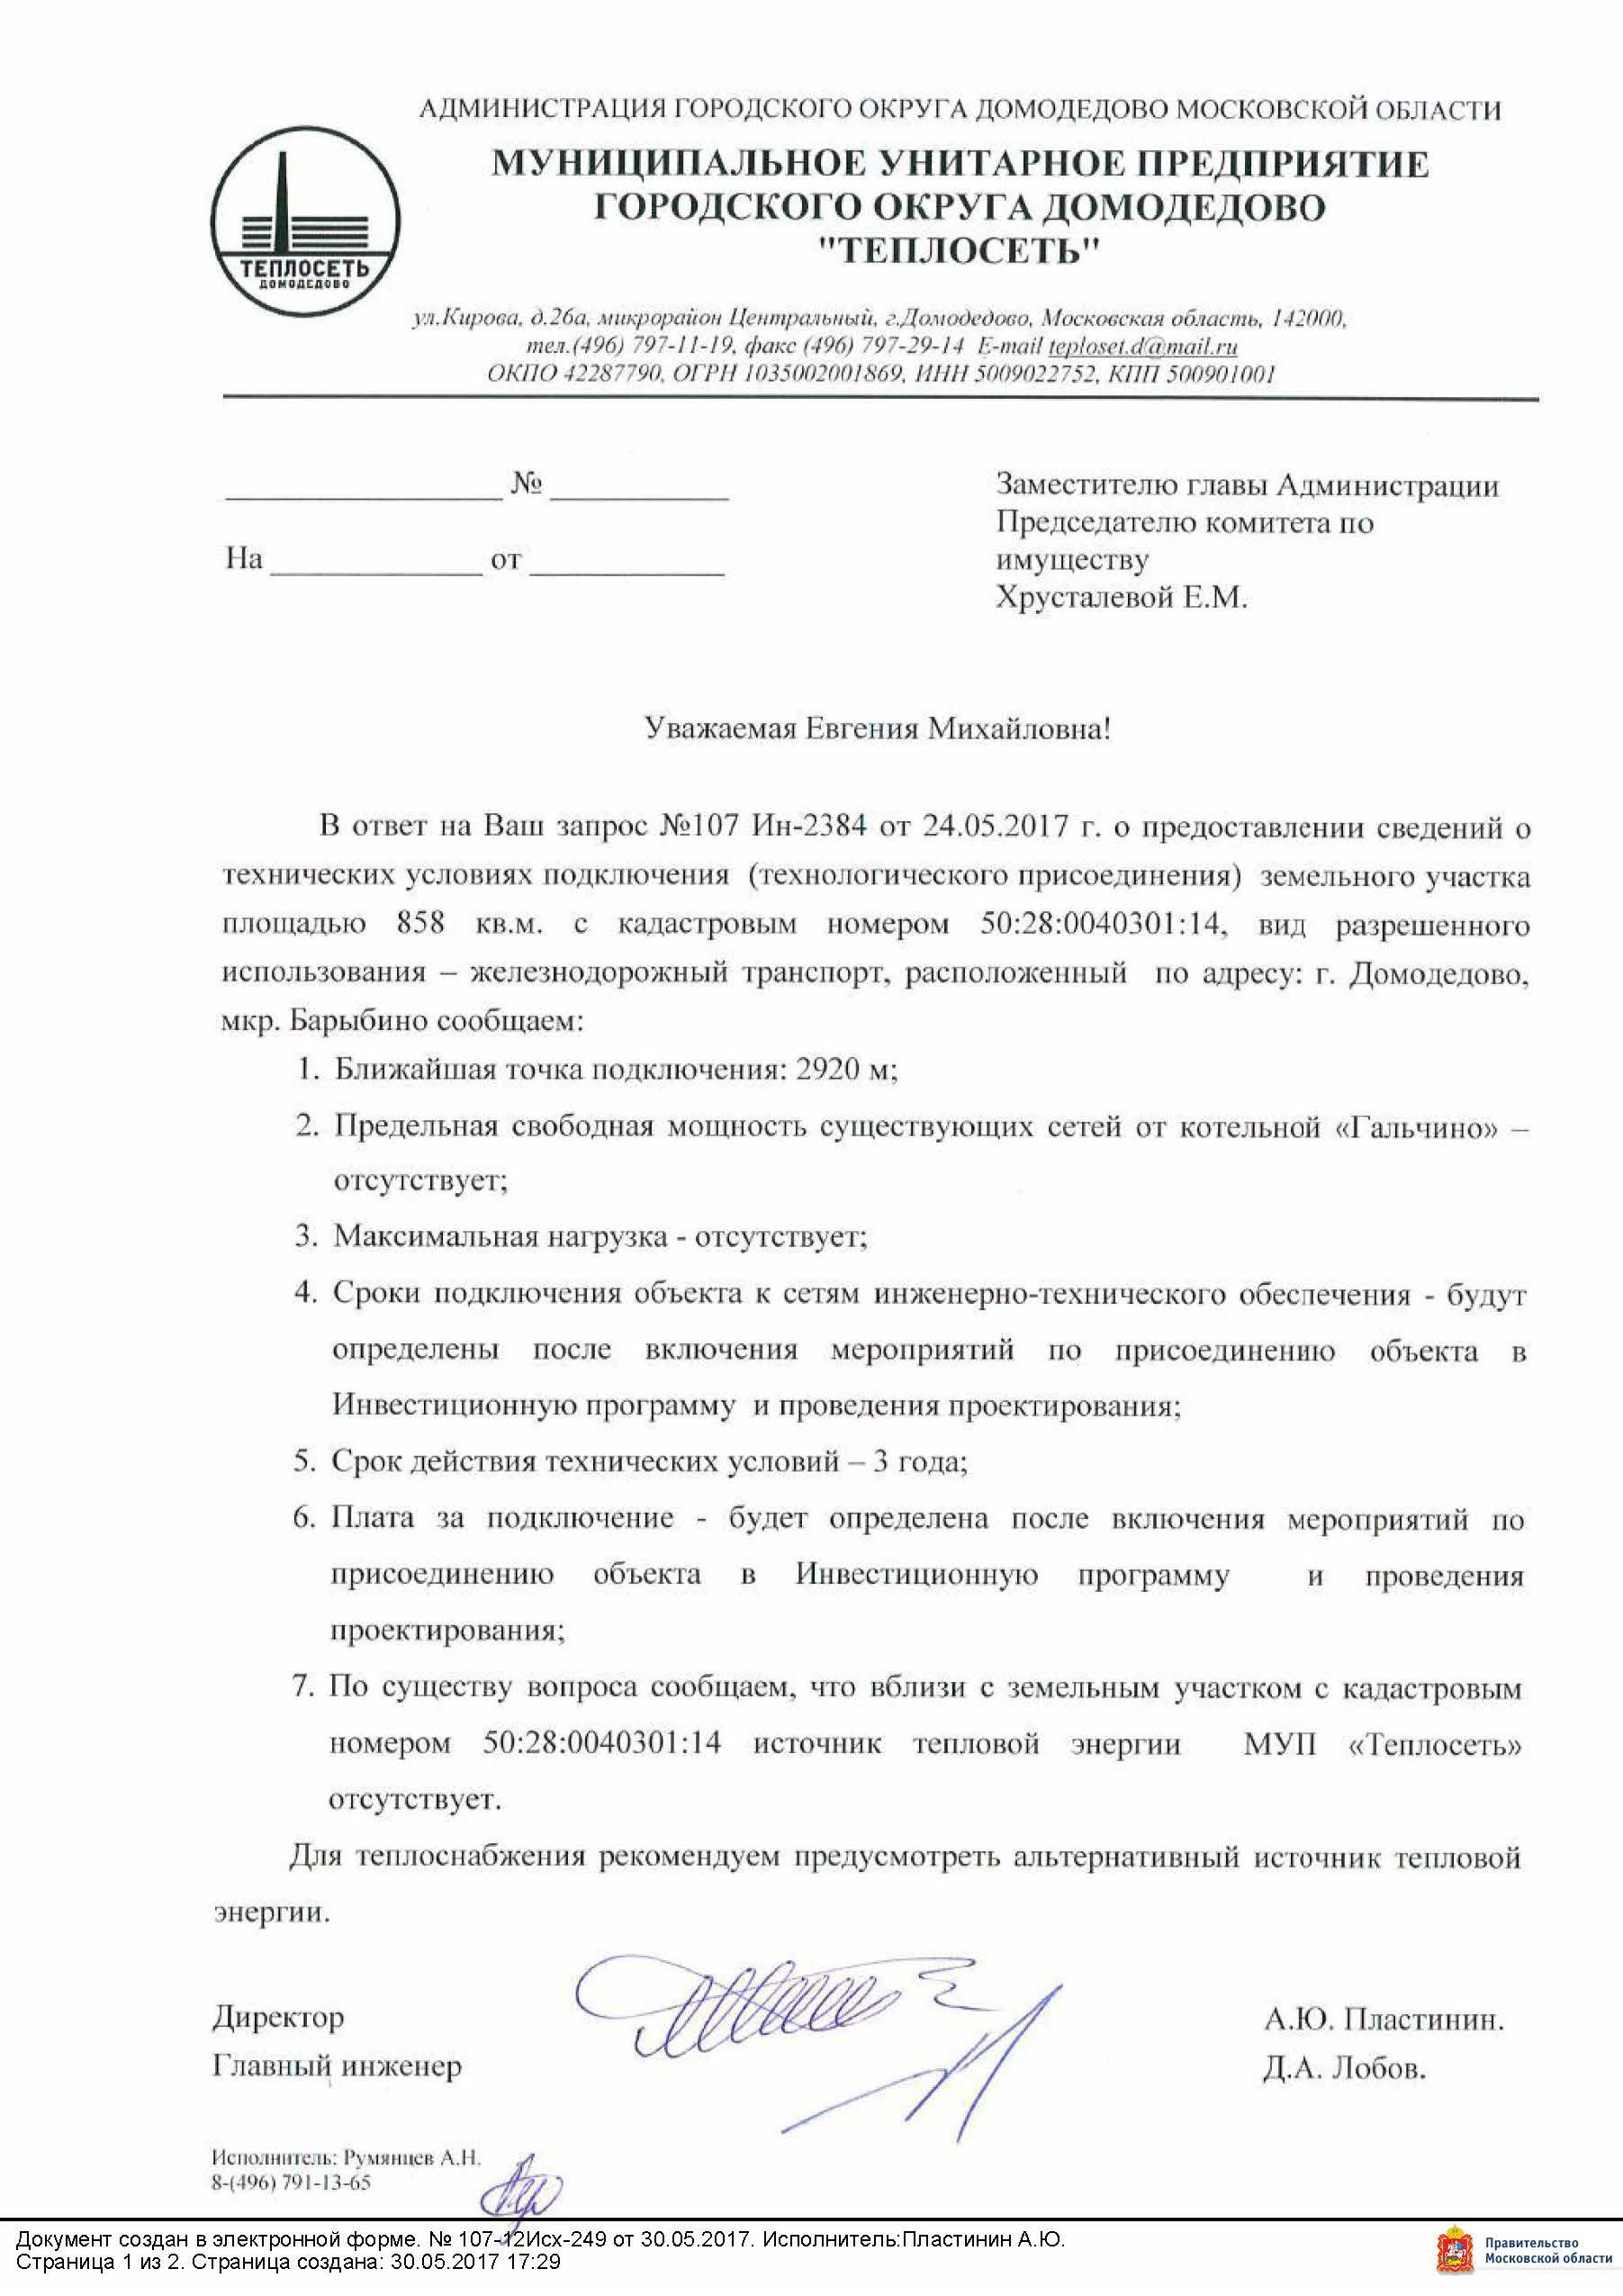 АДМИНИСТРАЦИЯ ГОРОДСКОГО ОКРУГА ДОМОДЕДОВО МОСКОВСКОЙ ОБЛАСТИ
МУНИЦИПАЛЬНОЕ УНИТАРНОЕ ПРЕДПРИЯТИЕ
ГОРОДСКОГО ОКРУГА ДОМОДЕДОВО
"ТЕПЛОСЕТЬ"
ТЕПЛОСЕТЬ
ДОМОДЕДОВО
ул.Кирова, д.26а, микрорайон Центральный, г.Домодедово, Московская область, 142000,
тел.(496) 797-11-19, факс (496) 797-29-14 E-mail teploset.d@mail.ru
ОКПО 42287790, ОГРН 1035002001869, ИНН 5009022752, КПП 500901001
____________ № ____________
На ____________ от ____________
Заместителю главы Администрации
Председателю комитета по
имуществу
Хрусталевой Е.М.
Уважаемая Евгения Михайловна!
В ответ на Ваш запрос №107 Ин-2384 от 24.05.2017 г. о предоставлении сведений о
технических условиях подключения (технологического присоединения) земельного участка
площадью 858 кв.м. с кадастровым номером 50:28:0040301:14, вид разрешенного
использования – железнодорожный транспорт, расположенный по адресу: г. Домодедово,
мкр. Барыбино сообщаем:
1. Ближайшая точка подключения: 2920 м;
2. Предельная свободная мощность существующих сетей от котельной «Гальчино» –
отсутствует;
3. Максимальная нагрузка - отсутствует;
4. Сроки подключения объекта к сетям инженерно-технического обеспечения - будут
определены после включения мероприятий по присоединению объекта в
Инвестиционную программу и проведения проектирования;
5. Срок действия технических условий – 3 года;
6. Плата за подключение - будет определена после включения мероприятий по
присоединению объекта в Инвестиционную программу и проведения
проектирования;
7. По существу вопроса сообщаем, что вблизи с земельным участком с кадастровым
номером 50:28:0040301:14 источник тепловой энергии МУП «Теплосеть»
отсутствует.
Для теплоснабжения рекомендуем предусмотреть альтернативный источник тепловой
энергии.
Директор А.Ю. Пластинин.
Главный инженер Д.А. Лобов.
Исполнитель: Румянцев А.Н.
8-(496) 791-13-65
Документ создан в электронной форме. № 107-12Исх-249 от 30.05.2017. Исполнитель:Пластинин А.Ю.
Страница 1 из 2. Страница создана: 30.05.2017 17:29
Правительство
Московской области